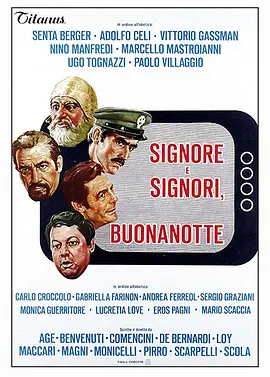 Titanus
in ordine alfabetico:
SENTA BERGER · ADOLFO CELI · VITTORIO GASSMAN
NINO MANFREDI · MARCELLO MASTROIANNI
UGO TOGNAZZI · PAOLO VILLAGGIO
SIGNORE
E
SIGNORI,
BUONANOTTE
in ordine alfabetico
CARLO CROCCOLO · GABRIELLA FARINON · ANDREA FERREOL · SERGIO GRAZIANI
MONICA GUERRITORE · LUCRETIA LOVE · EROS PAGNI · MARIO SCACCIA
Scritto e diretto da
AGE · BENVENUTI · COMENCINI · DE BERNARDI · LOY
MACCARI · MAGNI · MONICELLI · PIRRO · SCARPELLI · SCOLA